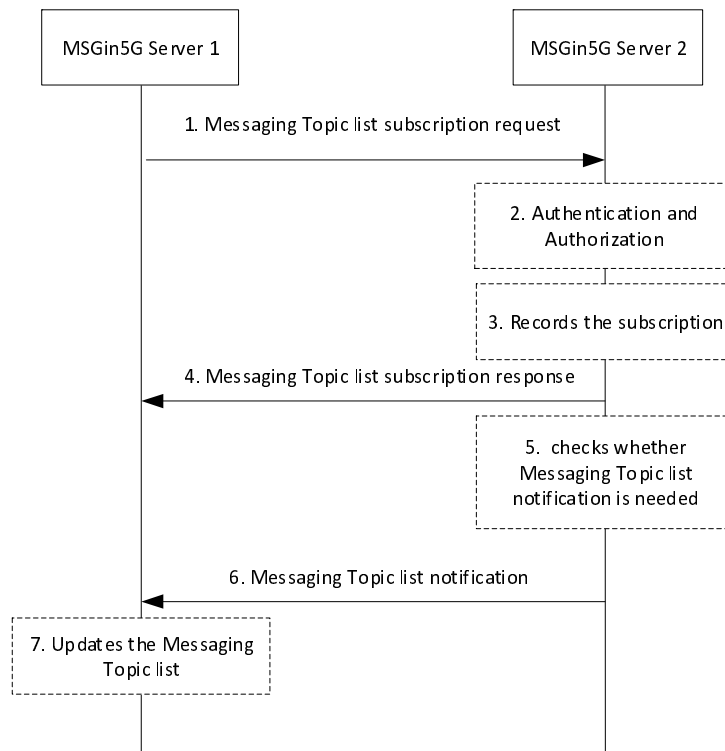 MSGin5G Server 1
MSGin5G Server 2
1. Messaging Topic list subscription request
2. Authentication and
Authorization
3. Records the subscription
4. Messaging Topic list subscription response
5. checks whether
Messaging Topic list
notification is needed
6. Messaging Topic list notification
7. Updates the Messaging
Topic list